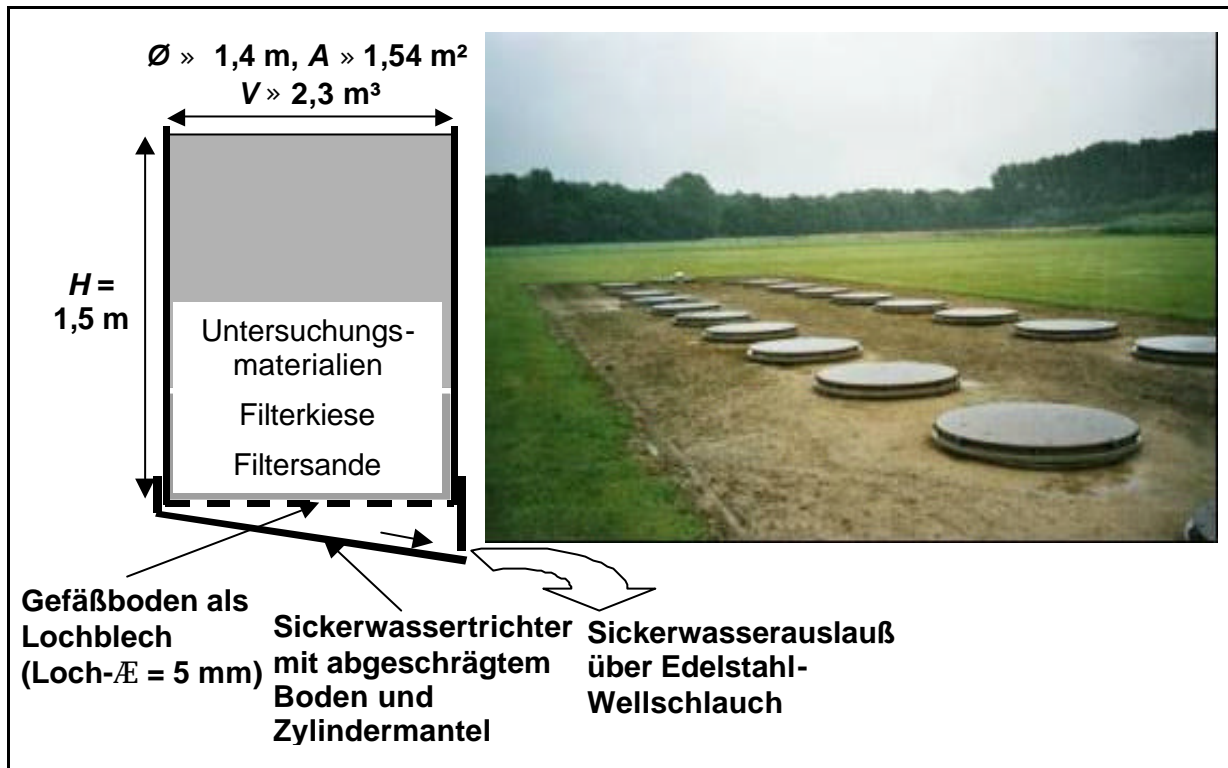 Ø » 1,4 m, A » 1,54 m²
V » 2,3 m³
H =
1,5 m
Untersuchungs-
materialien
Filterkiese
Filtersande
Gefäßboden als
Lochblech
(Loch-Æ = 5 mm)
Sickerwassertrichter
mit abgeschrägtem
Boden und
Zylindermantel
Sickerwasserauslauß
über Edelstahl-
Wellschlauch